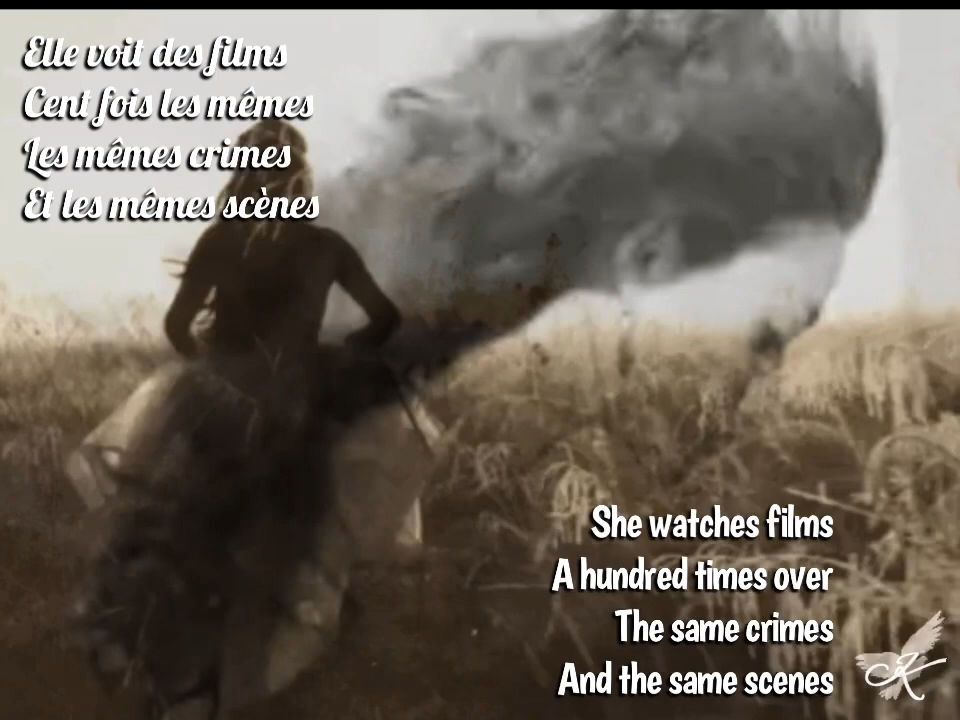 Elle voit des films
Cent fois les mêmes
Les mêmes crimes
Et les mêmes scènes
She watches films
A hundred times over
The same crimes
And the same scenes